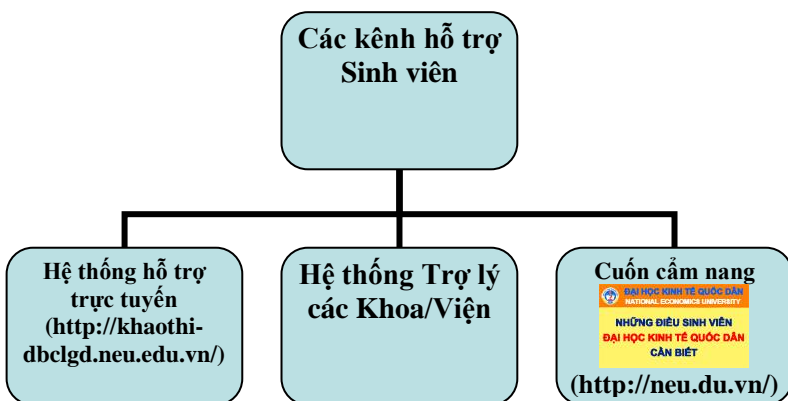 Các kênh hỗ trợ
Sinh viên
Hệ thống hỗ trợ
trực tuyến
(http://khaothi-
dbclgd.neu.edu.vn/)
Hệ thống Trợ lý
các Khoa/Viện
Cuốn cẩm nang
ĐẠI HỌC KINH TẾ QUỐC DÂN
NATIONAL ECONOMICS UNIVERSITY
NHỮNG ĐIỀU SINH VIÊN
ĐẠI HỌC KINH TẾ QUỐC DÂN
CẦN BIẾT
(http://neu.du.vn/)